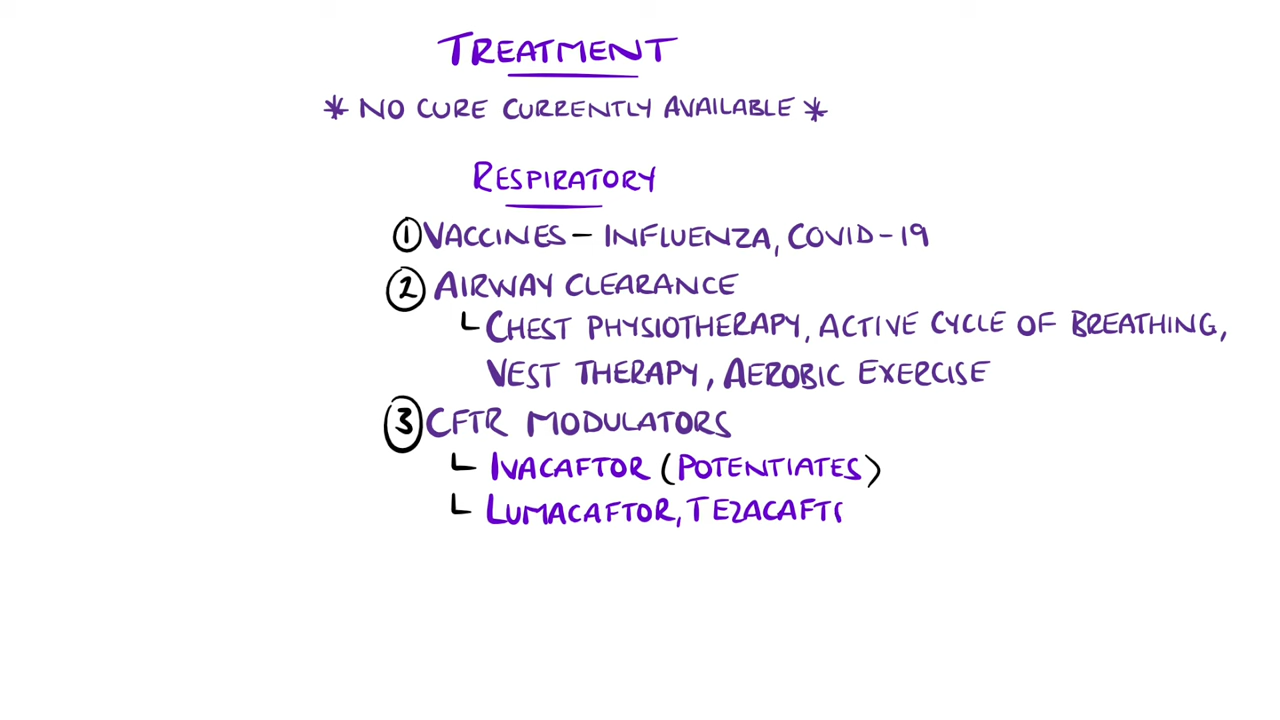 TREATMENT
* NO CURE CURRENTLY AVAILABLE *
RESPIRATORY
① VACCINES - INFLUENZA, COVID-19
② AIRWAY CLEARANCE
CHEST PHYSIOTHERAPY, ACTIVE CYCLE OF BREATHING,
VEST THERAPY, AEROBIC EXERCISE
③ CFTR MODULATORS
IVACAFTOR (POTENTIATES)
LUMACAFTOR, TEZACAFT